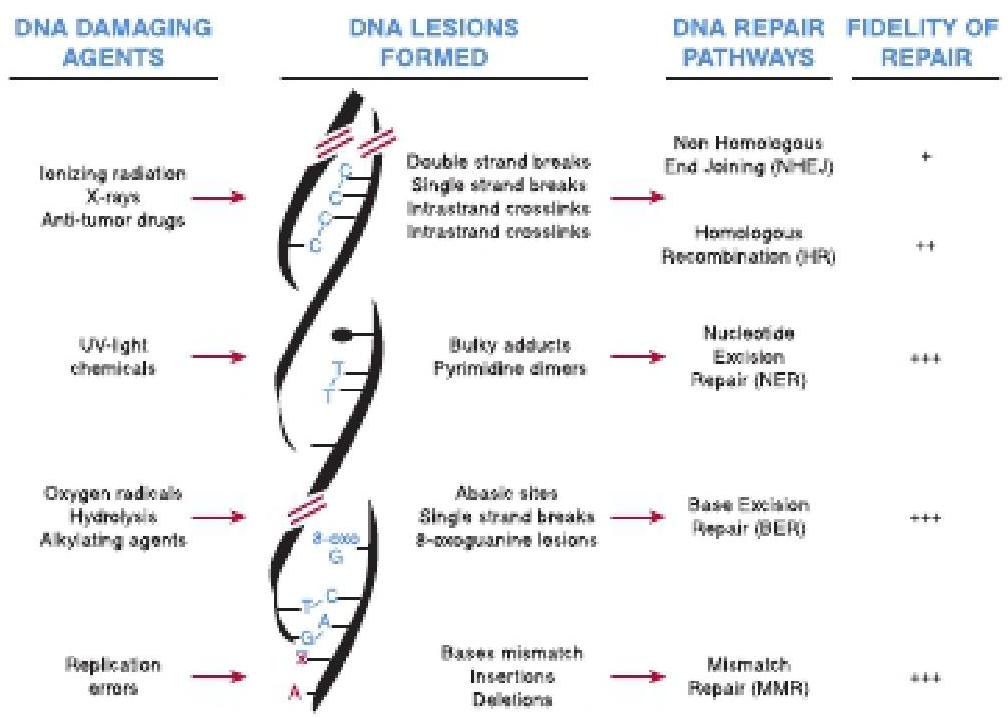 DNA DAMAGING
AGENTS
DNA LESIONS
FORMED
DNA REPAIR
PATHWAYS
FIDELITY OF
REPAIR
Ionizing radiation
X-rays
Anti-tumor drugs
C
C
C
C
Double strand breaks
Single strand breaks
Intrastrand crosslinks
Intrastrand crosslinks
Non Homologous
End Joining (NHEJ)
+
Homologous
Recombination (HR)
++
UV-light
chemicals
T
T
Bulky adducts
Pyrimidine dimers
Nucleotide
Excision
Repair (NER)
+++
Oxygen radicals
Hydrolysis
Alkylating agents
8-oxo
G
T C
A
G
Abasic sites
Single strand breaks
8-oxoguanine lesions
Base Excision
Repair (BER)
+++
Replication
errors
A
Bases mismatch
Insertions
Deletions
Mismatch
Repair (MMR)
+++